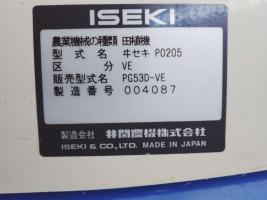 ISEKI
農業機械の種類 田植機
型式名 ヰセキ PO205
区分 VE
販売型式名 PG53D-VE
製造番号 004087
製造会社 井関農機株式会社
ISEKI & CO., LTD. MADE IN JAPAN